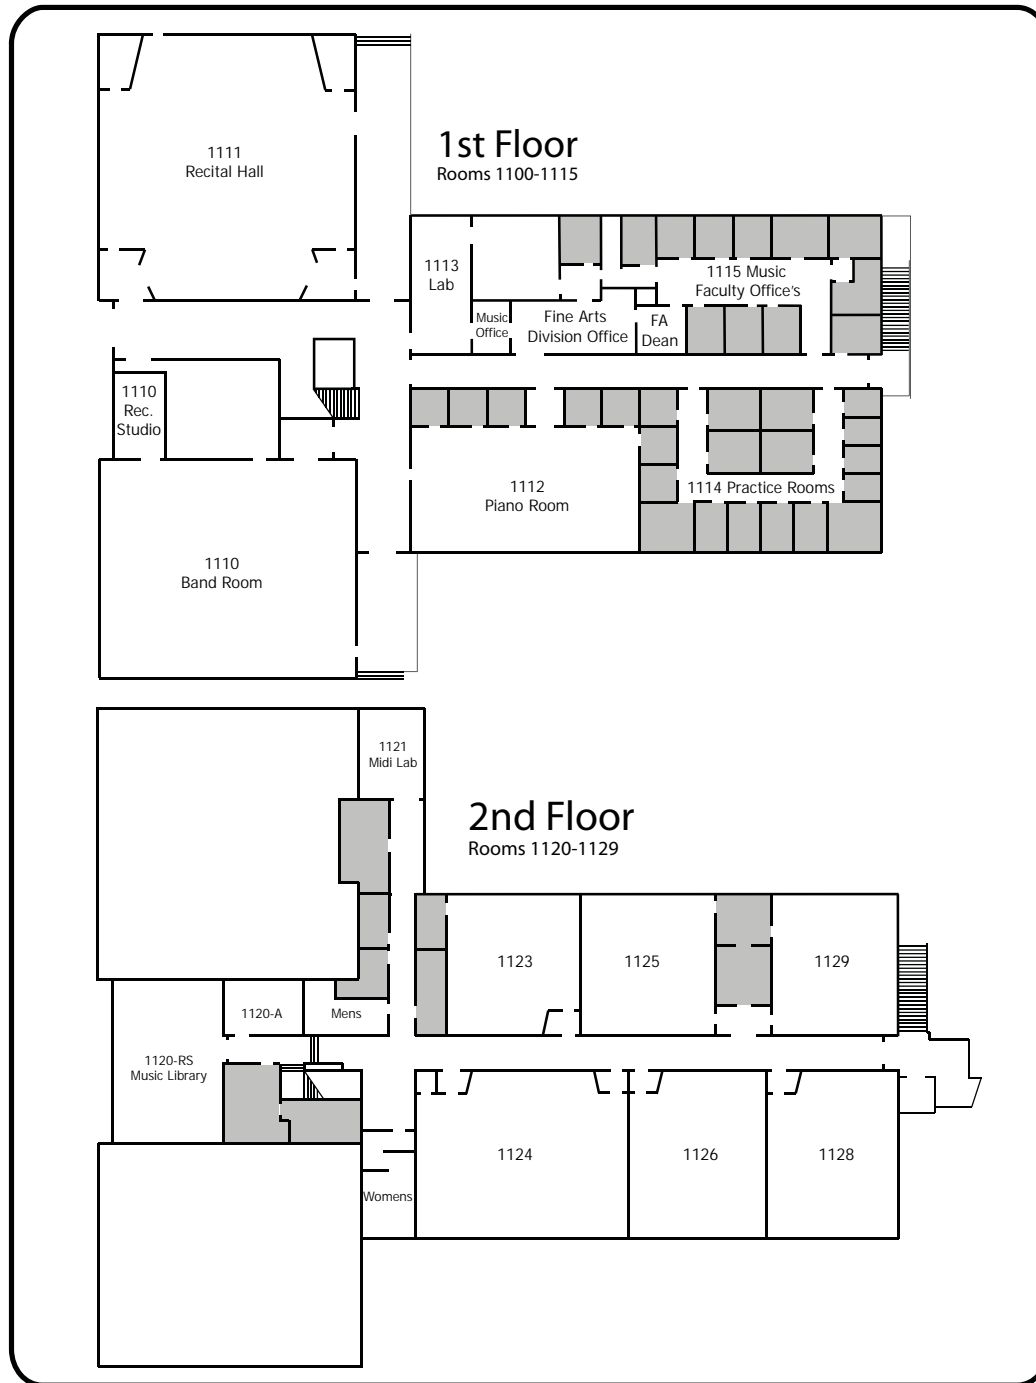 1111
Recital Hall
1st Floor
Rooms 1100-1115
1113
Lab
1115 Music
Faculty Office's
Music
Office
Fine Arts
Division Office
FA
Dean
1110
Rec.
Studio
1112
Piano Room
1114 Practice Rooms
1110
Band Room
1121
Midi Lab
2nd Floor
Rooms 1120-1129
1123
1125
1129
1120-A
Mens
1120-RS
Music Library
1124
1126
1128
Womens